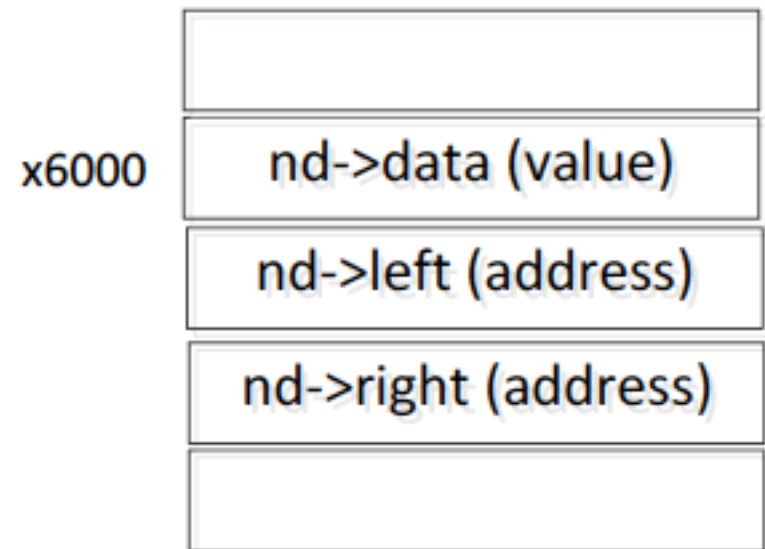 x6000 nd->data (value)
nd->left (address)
nd->right (address)